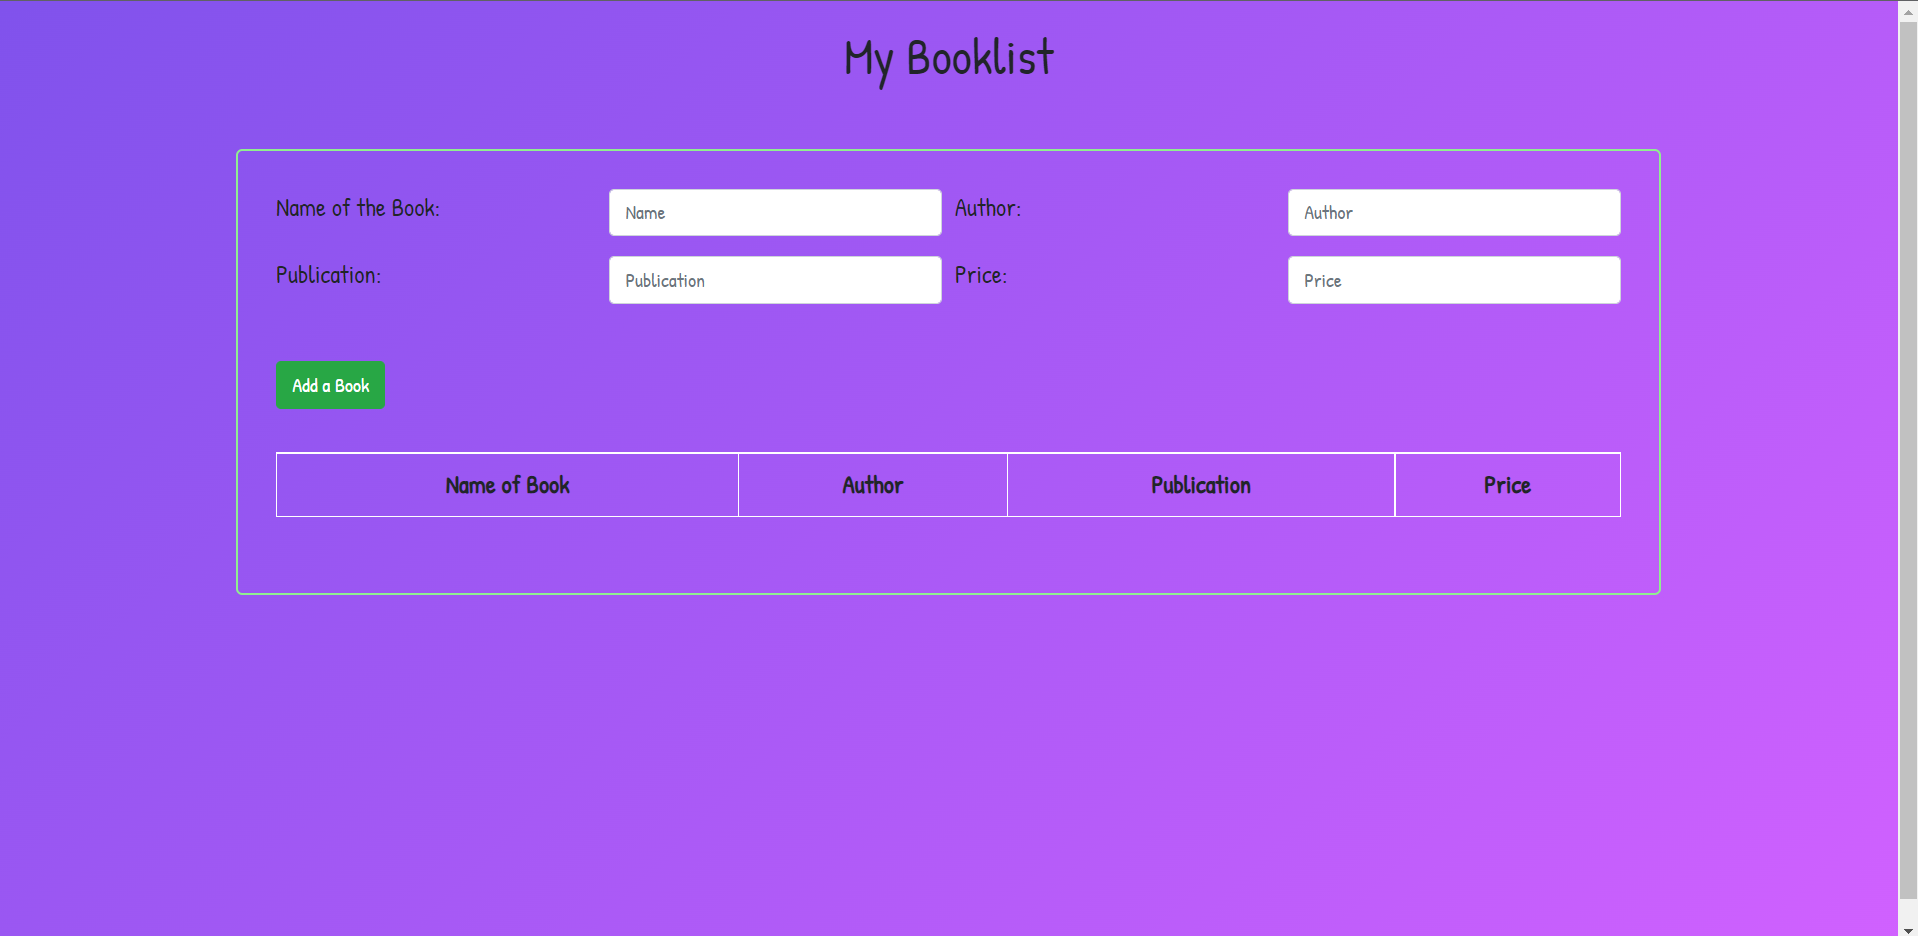 My Booklist
Name of the Book: Name Author: Author
Publication: Publication Price: Price
Add a Book
Name of Book Author Publication Price